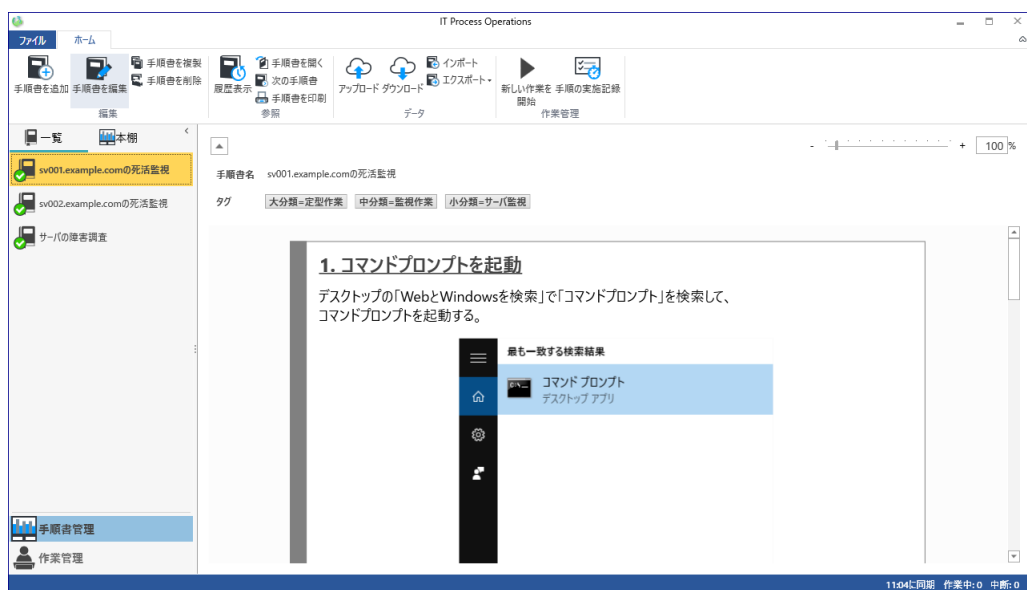 IT Process Operations
ファイル ホーム
手順書を追加
手順書を編集
手順書を複製
手順書を削除
編集
履歴表示
手順書を開く
次の手順書
手順書を印刷
参照
アップロード
ダウンロード
インポート
エクスポート
データ
新しい作業を開始
手順の実施記録
作業管理
一覧 本棚
sv001.example.comの死活監視
sv002.example.comの死活監視
サーバの障害調査
手順書管理
作業管理
- + 100 %
手順書名 sv001.example.comの死活監視
タグ 大分類=定型作業 中分類=監視作業 小分類=サーバ監視
1. コマンドプロンプトを起動
デスクトップの「WebとWindowsを検索」で「コマンドプロンプト」を検索して、
コマンドプロンプトを起動する。
最も一致する検索結果
C:\_
コマンド プロンプト
デスクトップ アプリ
11:04に同期 作業中: 0 中断: 0